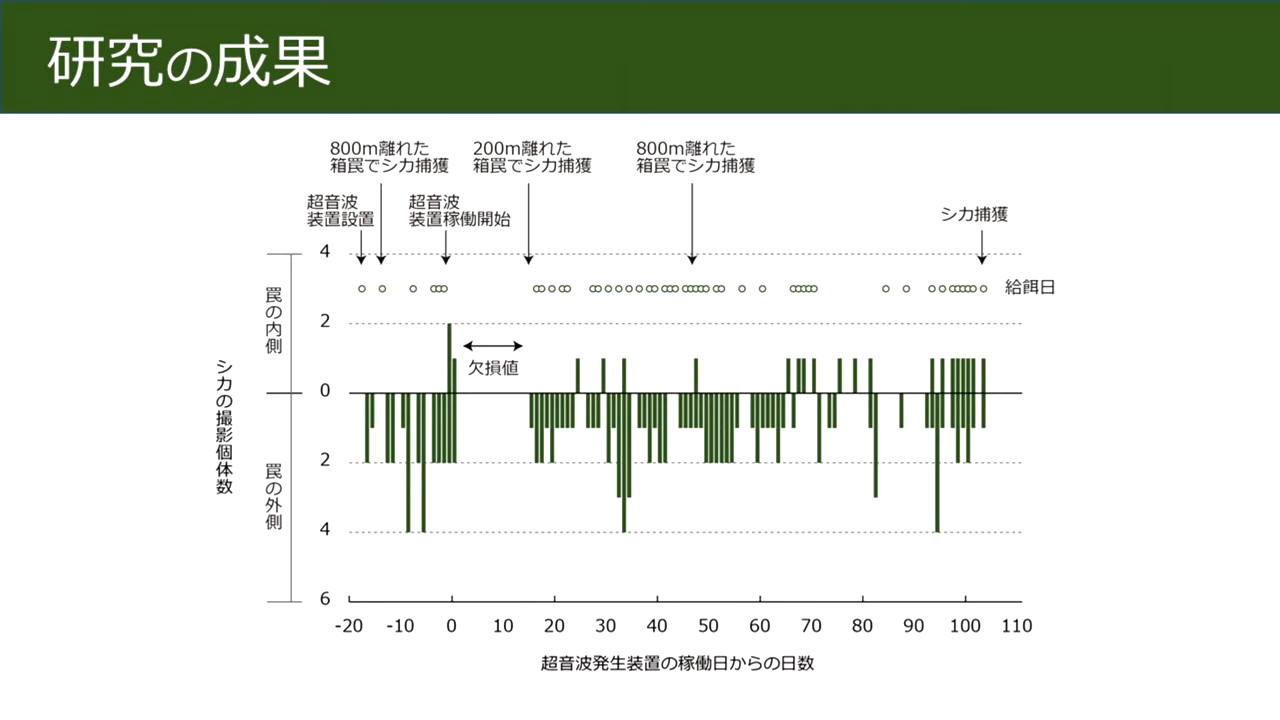 研究の成果
800m離れた
箱罠でシカ捕獲
200m離れた
箱罠でシカ捕獲
800m離れた
箱罠でシカ捕獲
超音波
装置設置
超音波
装置稼働開始
シカ捕獲
給餌日
欠損値
シカの撮影個体数
罠の内側
罠の外側
4
2
0
2
4
6
-20 -10 0 10 20 30 40 50 60 70 80 90 100 110
超音波発生装置の稼働日からの日数